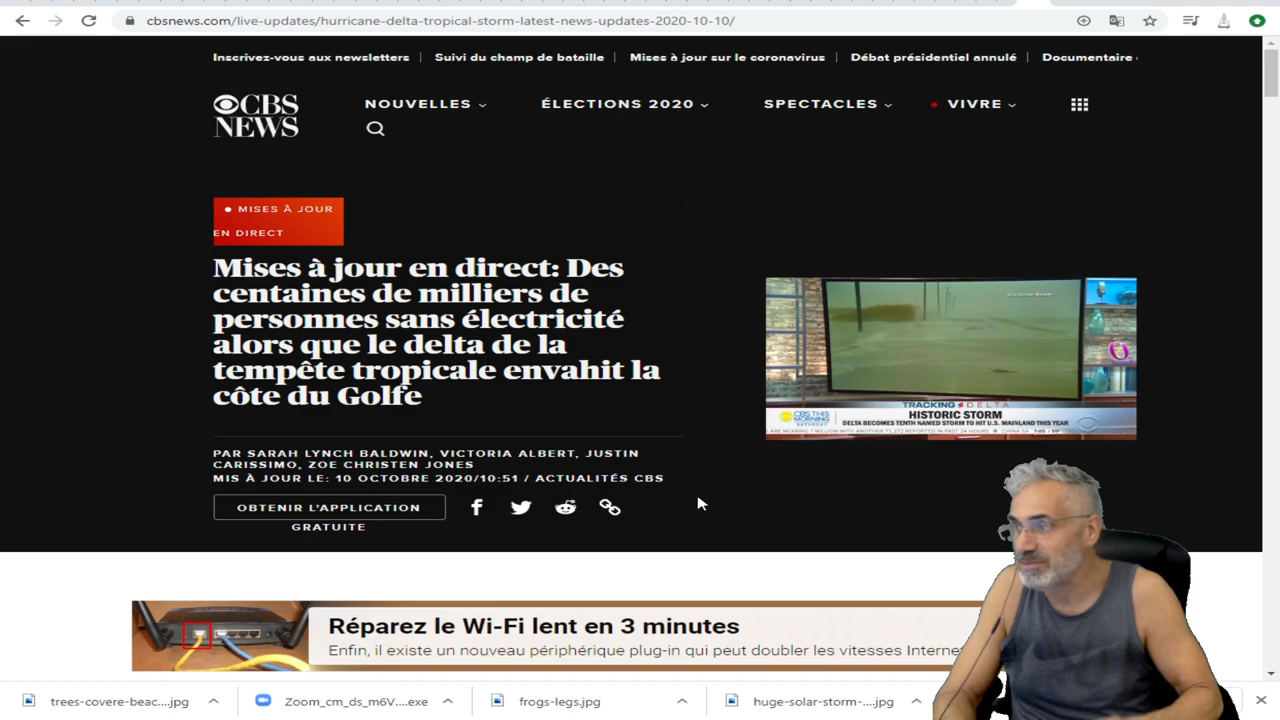 cbsnews.com/live-updates/hurricane-delta-tropical-storm-latest-news-updates-2020-10-10/
Inscrivez-vous aux newsletters | Suivi du champ de bataille | Mises à jour sur le coronavirus | Débat présidentiel annulé | Documentaire
CBS NEWS
NOUVELLES ÉLECTIONS 2020 SPECTACLES VIVRE
MISES À JOUR
EN DIRECT
Mises à jour en direct: Des
centaines de milliers de
personnes sans électricité
alors que le delta de la
tempête tropicale envahit la
côte du Golfe
TRACKING DELTA
CBS THIS MORNING SATURDAY
HISTORIC STORM
DELTA BECOMES TENTH NAMED STORM TO HIT U.S. MAINLAND THIS YEAR
PAR SARAH LYNCH BALDWIN, VICTORIA ALBERT, JUSTIN
CARISSIMO, ZOE CHRISTEN JONES
MIS À JOUR LE: 10 OCTOBRE 2020/10:51 / ACTUALITÉS CBS
OBTENIR L'APPLICATION
GRATUITE
Réparez le Wi-Fi lent en 3 minutes
Enfin, il existe un nouveau périphérique plug-in qui peut doubler les vitesses Internet
trees-covere-beac....jpg
Zoom_cm_ds_m6V....exe
frogs-legs.jpg
huge-solar-storm-....jpg